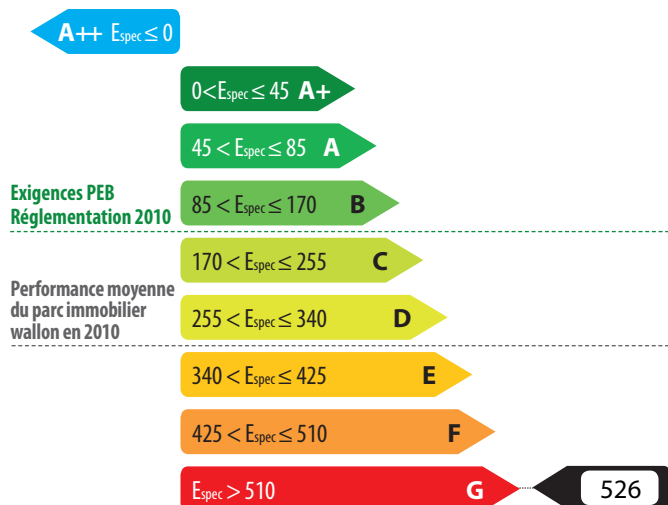 A++ Espec ≤ 0
0<Espec ≤ 45 A+
45 < Espec ≤ 85 A
Exigences PEB
Réglementation 2010
85 < Espec ≤ 170 B
170 < Espec ≤ 255 C
Performance moyenne
du parc immobilier
wallon en 2010
255 < Espec ≤ 340 D
340 < Espec ≤ 425 E
425 < Espec ≤ 510 F
Espec > 510 G 526